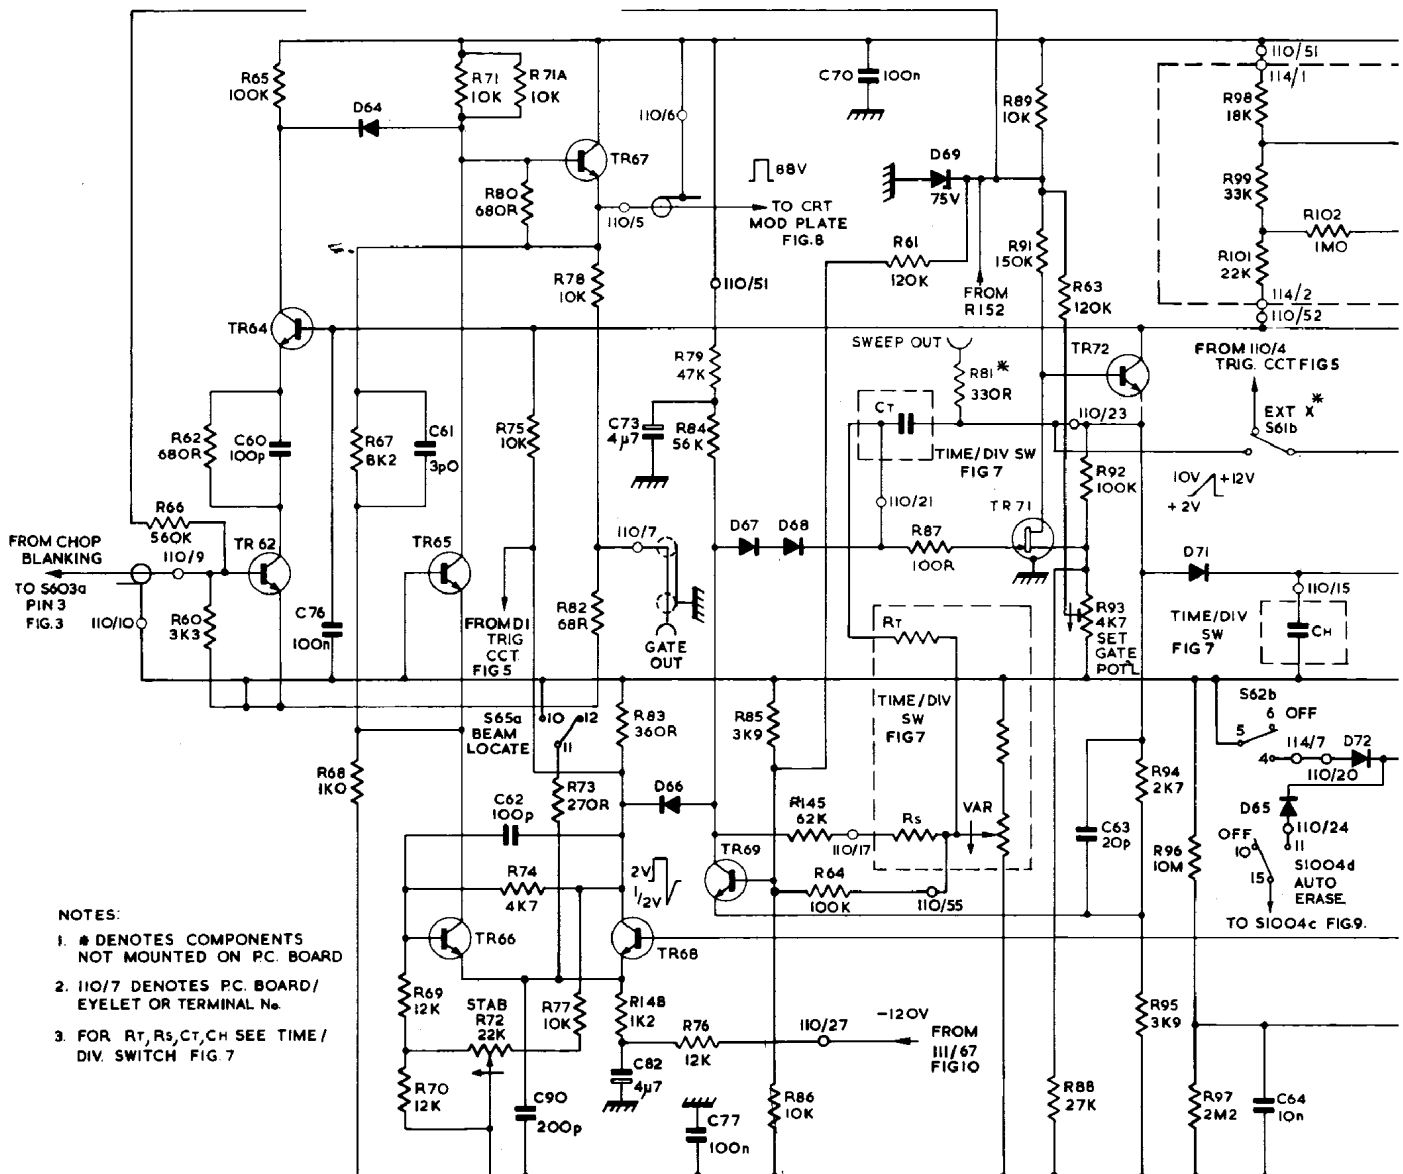 R65
100K
D64
R71
10K
R71A
10K
110/6
TR67
R80
680R
110/5
88V
TO CRT
MOD PLATE
FIG.8
C70
100n
D69
75V
R89
10K
110/51
114/1
R98
18K
R99
33K
R102
1M0
R101
22K
114/2
110/52
R78
10K
110/51
R61
120K
FROM
R152
R91
150K
R63
120K
TR64
R79
47K
SWEEP OUT
R81*
330R
TR72
FROM 110/4
TRIG. CCT FIG 5
EXT X*
S61b
R62
680R
C60
100p
R67
8K2
C61
3p0
R75
10K
C73
4µ7
R84
56K
CT
TIME/DIV SW
FIG 7
110/23
R92
100K
10V
+12V
+2V
R66
560K
FROM CHOP
BLANKING
110/9
TO S603a
PIN 3
FIG.3
110/10
TR62
R60
3K3
C76
100n
TR65
110/7
R82
68R
GATE
OUT
FROM D1
TRIG
CCT.
FIG 5
D67
D68
110/21
R87
100R
TR71
R93
4K7
SET
GATE
POT'L
D71
110/15
TIME/DIV
SW
FIG 7
CH
RT
TIME/DIV
SW
FIG 7
S65a
BEAM
LOCATE
10
12
11
R83
360R
R85
3K9
S62b
6 OFF
5
4
114/7
110/20
D72
R68
1K0
R73
270R
C62
100p
D66
R145
62K
110/17
RS
VAR
R94
2K7
C63
20p
R96
10M
D65
110/24
OFF
10
11
15
S1004d
AUTO
ERASE
TO S1004c FIG.9.
R74
4K7
2V
1/2V
TR69
R64
100K
110/55
TR66
TR68
NOTES:
1. * DENOTES COMPONENTS
NOT MOUNTED ON P.C. BOARD
2. 110/7 DENOTES P.C. BOARD/
EYELET OR TERMINAL No.
3. FOR RT, RS, CT, CH SEE TIME/
DIV. SWITCH FIG. 7
R69
12K
STAB
R72
22K
R77
10K
R148
1K2
R76
12K
110/27
-120V
FROM
111/67
FIG10
R95
3K9
R70
12K
C90
200p
C82
4µ7
C77
100n
R86
10K
R88
27K
R97
2M2
C64
10n